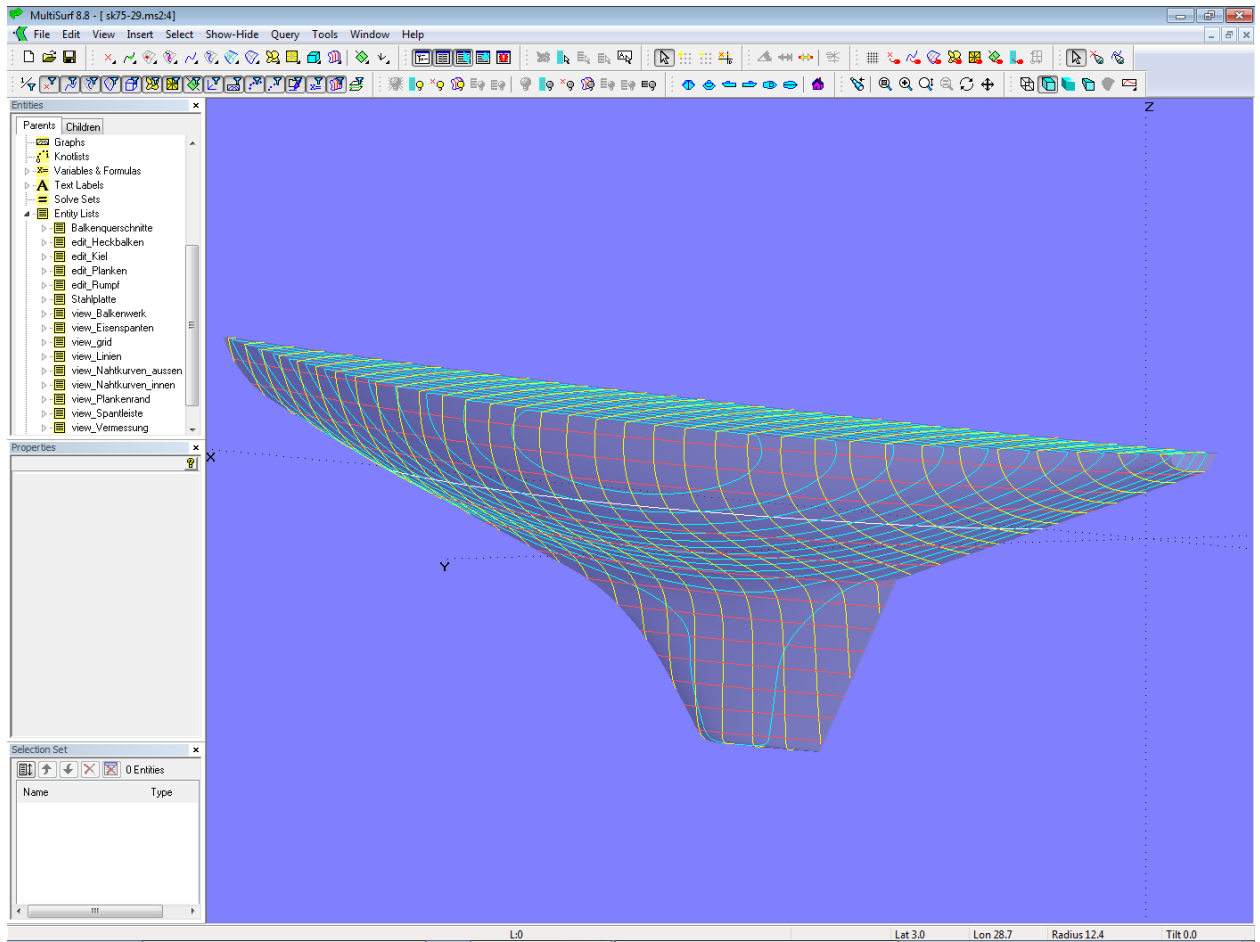 MultiSurf 8.8 - [ sk75-29.ms2:4]
File Edit View Insert Select Show-Hide Query Tools Window Help
Entities
Parents Children
Graphs
Knotlists
X= Variables & Formulas
A Text Labels
Solve Sets
Entity Lists
Balkenquerschnitte
edit_Heckbalken
edit_Kiel
edit_Planken
edit_Rumpf
Stahlplatte
view_Balkenwerk
view_Eisenspanten
view_grid
view_Linien
view_Nahtkurven_aussen
view_Nahtkurven_innen
view_Plankenrand
view_Spantleiste
view_Vermessung
Properties
Selection Set
0 Entities
Name Type
Z
X
Y
L:0 Lat 3.0 Lon 28.7 Radius 12.4 Tilt 0.0